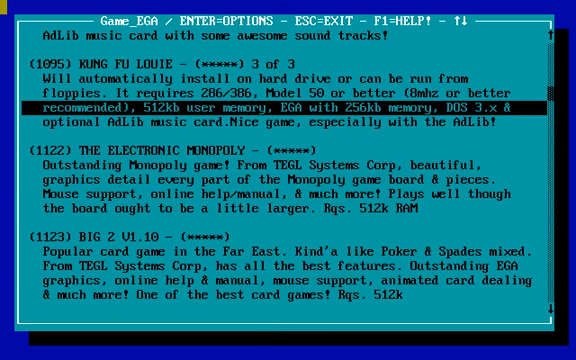 Game_EGA / ENTER=OPTIONS - ESC=EXIT - F1=HELP! - ↑↓
AdLib music card with some awesome sound tracks!
(1095) KUNG FU LOUIE - (*****) 3 of 3
Will automatically install on hard drive or can be run from
floppies. It requires 286/386, Model 50 or better (8mhz or better
recommended), 512kb user memory, EGA with 256kb memory, DOS 3.x &
optional AdLib music card.Nice game, especially with the AdLib!
(1122) THE ELECTRONIC MONOPOLY - (*****)
Outstanding Monopoly game! From TEGL Systems Corp, beautiful,
graphics detail every part of the Monopoly game board & pieces.
Mouse support, online help/manual, & much more! Plays well though
the board ought to be a little larger. Rqs. 512k RAM
(1123) BIG 2 V1.10 - (*****)
Popular card game in the Far East. Kind'a like Poker & Spades mixed.
From TEGL Systems Corp, has all the best features. Outstanding EGA
graphics, online help & manual, mouse support, animated card dealing
& much more! One of the best card games! Rqs. 512k